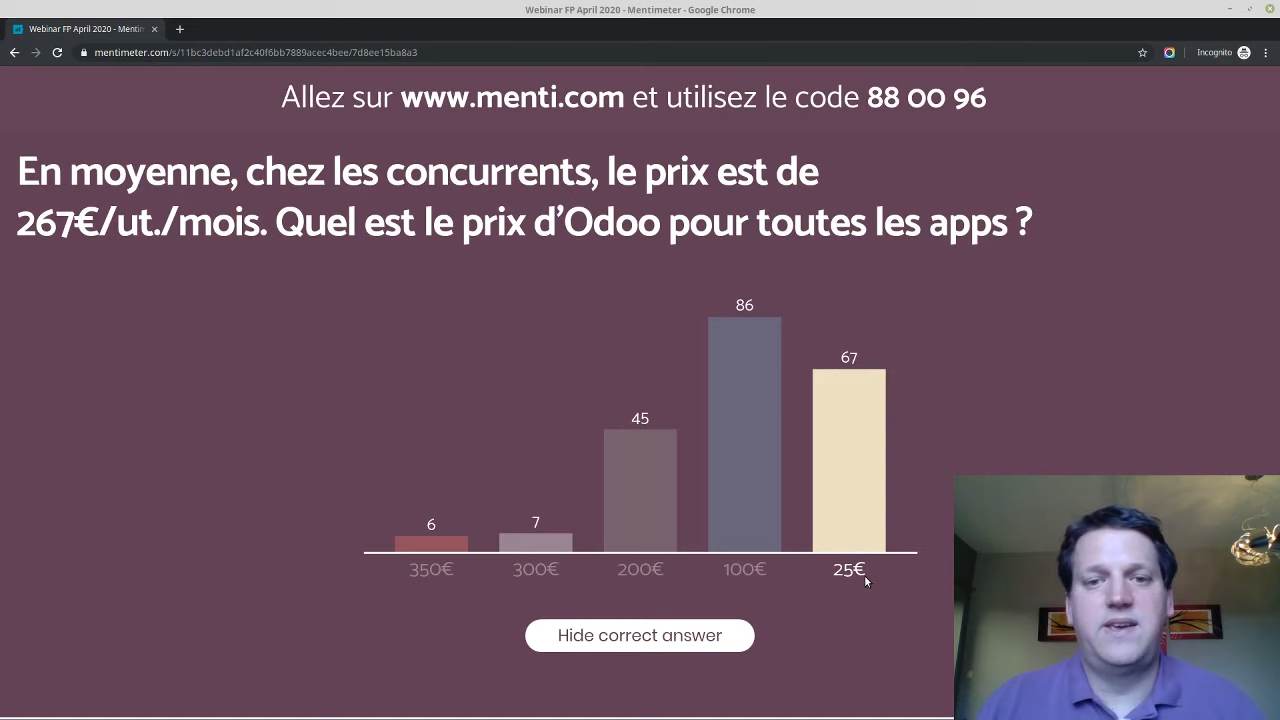 Webinar FP April 2020 - Mentimeter - Google Chrome
Webinar FP April 2020 - Mentim
mentimeter.com/s/11bc3debd1af2c40f6bb7889acec4bee/7d8ee15ba8a3
Incognito
Allez sur www.menti.com et utilisez le code 88 00 96
En moyenne, chez les concurrents, le prix est de
267€/ut./mois. Quel est le prix d'Odoo pour toutes les apps ?
6
7
45
86
67
350€
300€
200€
100€
25€
Hide correct answer